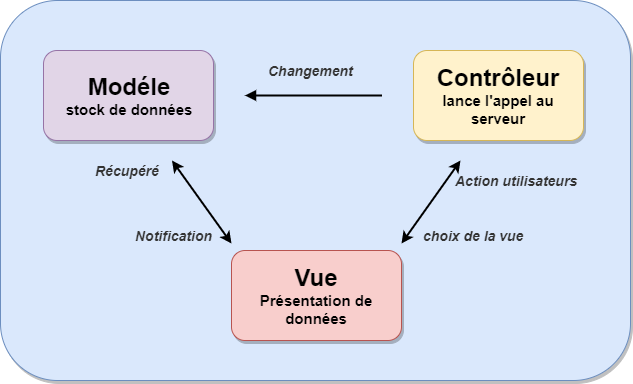 Modéle
stock de données
Changement
Contrôleur
lance l'appel au
serveur
Récupéré
Action utilisateurs
Notification
choix de la vue
Vue
Présentation de
données